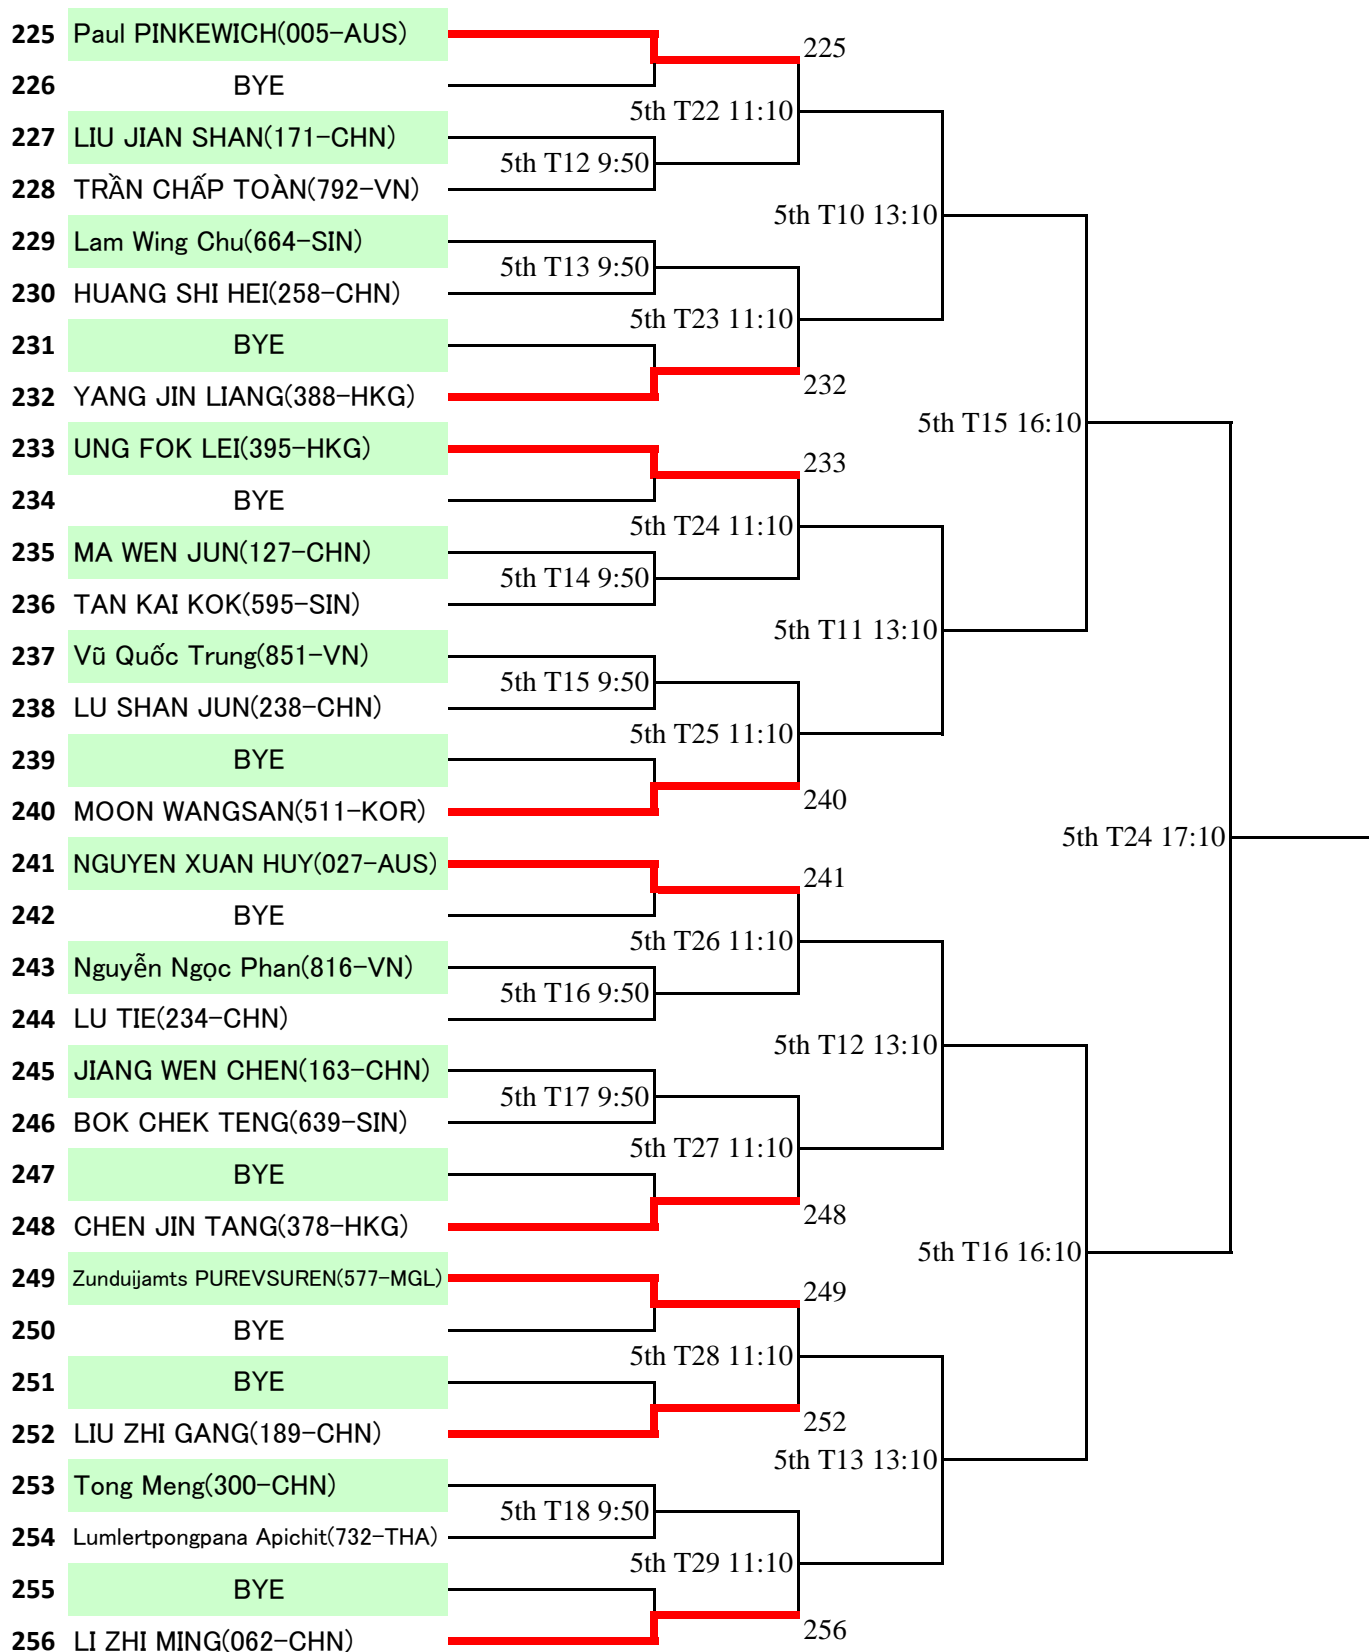 225 Paul PINKEWICH(005-AUS)
225
226 BYE
5th T22 11:10
227 LIU JIAN SHAN(171-CHN)
5th T12 9:50
228 TRẦN CHẤP TOÀN(792-VN)
5th T10 13:10
229 Lam Wing Chu(664-SIN)
5th T13 9:50
230 HUANG SHI HEI(258-CHN)
5th T23 11:10
231 BYE
232
232 YANG JIN LIANG(388-HKG)
5th T15 16:10
233 UNG FOK LEI(395-HKG)
233
234 BYE
5th T24 11:10
235 MA WEN JUN(127-CHN)
5th T14 9:50
236 TAN KAI KOK(595-SIN)
5th T11 13:10
237 Vũ Quốc Trung(851-VN)
5th T15 9:50
238 LU SHAN JUN(238-CHN)
5th T25 11:10
239 BYE
240
240 MOON WANGSAN(511-KOR)
5th T24 17:10
241 NGUYEN XUAN HUY(027-AUS)
241
242 BYE
5th T26 11:10
243 Nguyễn Ngọc Phan(816-VN)
5th T16 9:50
244 LU TIE(234-CHN)
5th T12 13:10
245 JIANG WEN CHEN(163-CHN)
5th T17 9:50
246 BOK CHEK TENG(639-SIN)
5th T27 11:10
247 BYE
248
248 CHEN JIN TANG(378-HKG)
5th T16 16:10
249 Zunduijamts PUREVSUREN(577-MGL)
249
250 BYE
5th T28 11:10
251 BYE
252
252 LIU ZHI GANG(189-CHN)
5th T13 13:10
253 Tong Meng(300-CHN)
5th T18 9:50
254 Lumlertpongpana Apichit(732-THA)
5th T29 11:10
255 BYE
256
256 LI ZHI MING(062-CHN)